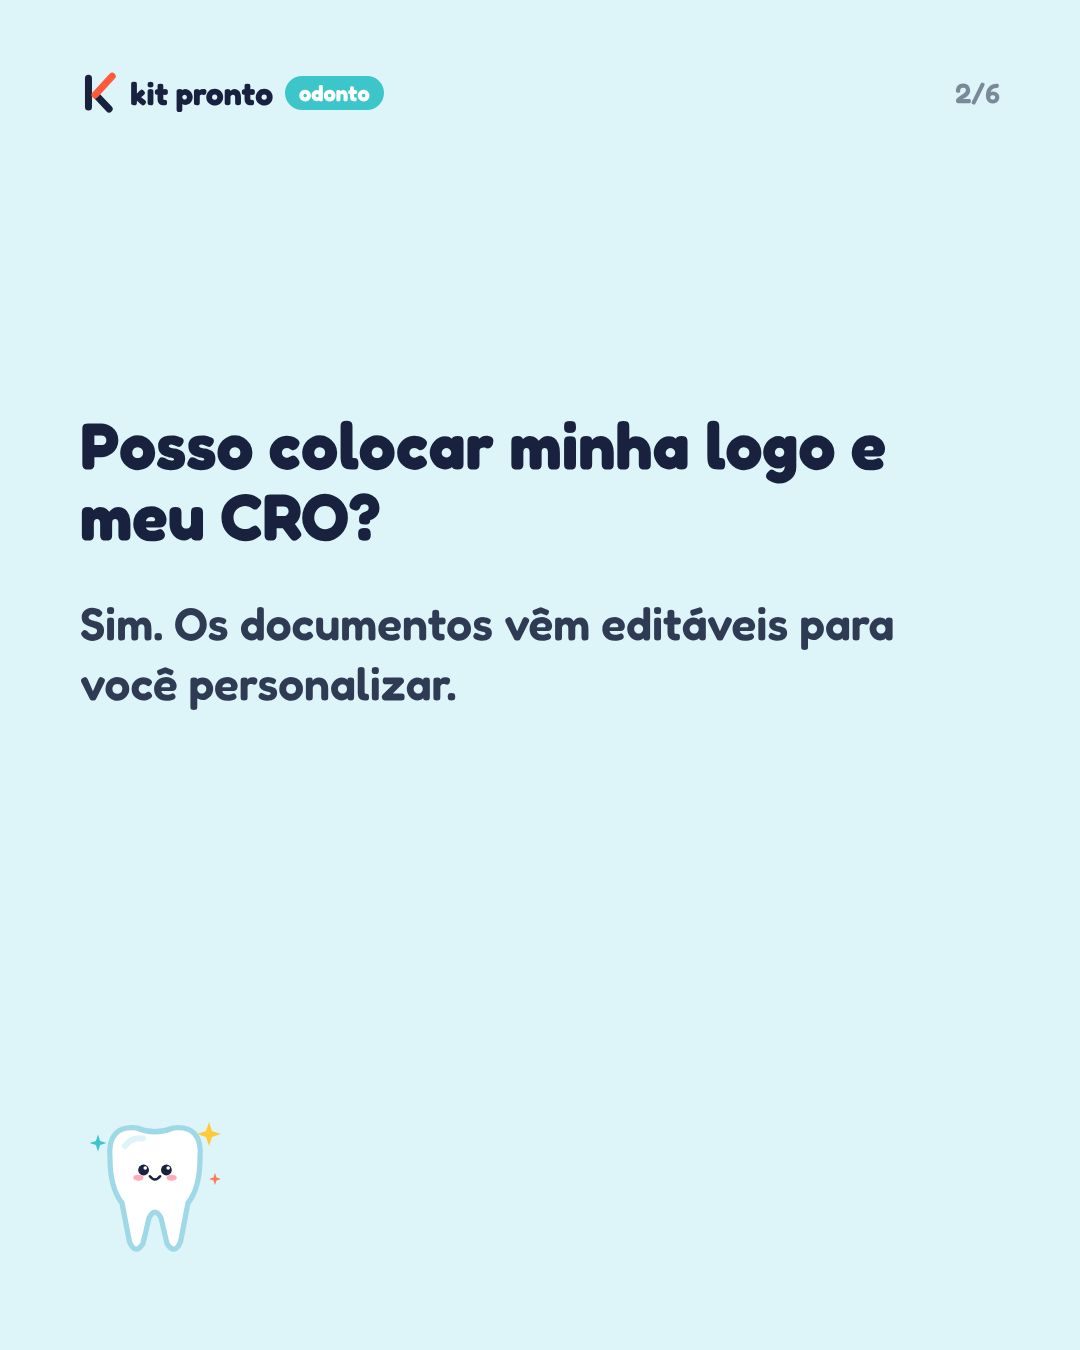 kit pronto odonto
2/6
Posso colocar minha logo e
meu CRO?
Sim. Os documentos vêm editáveis para
você personalizar.